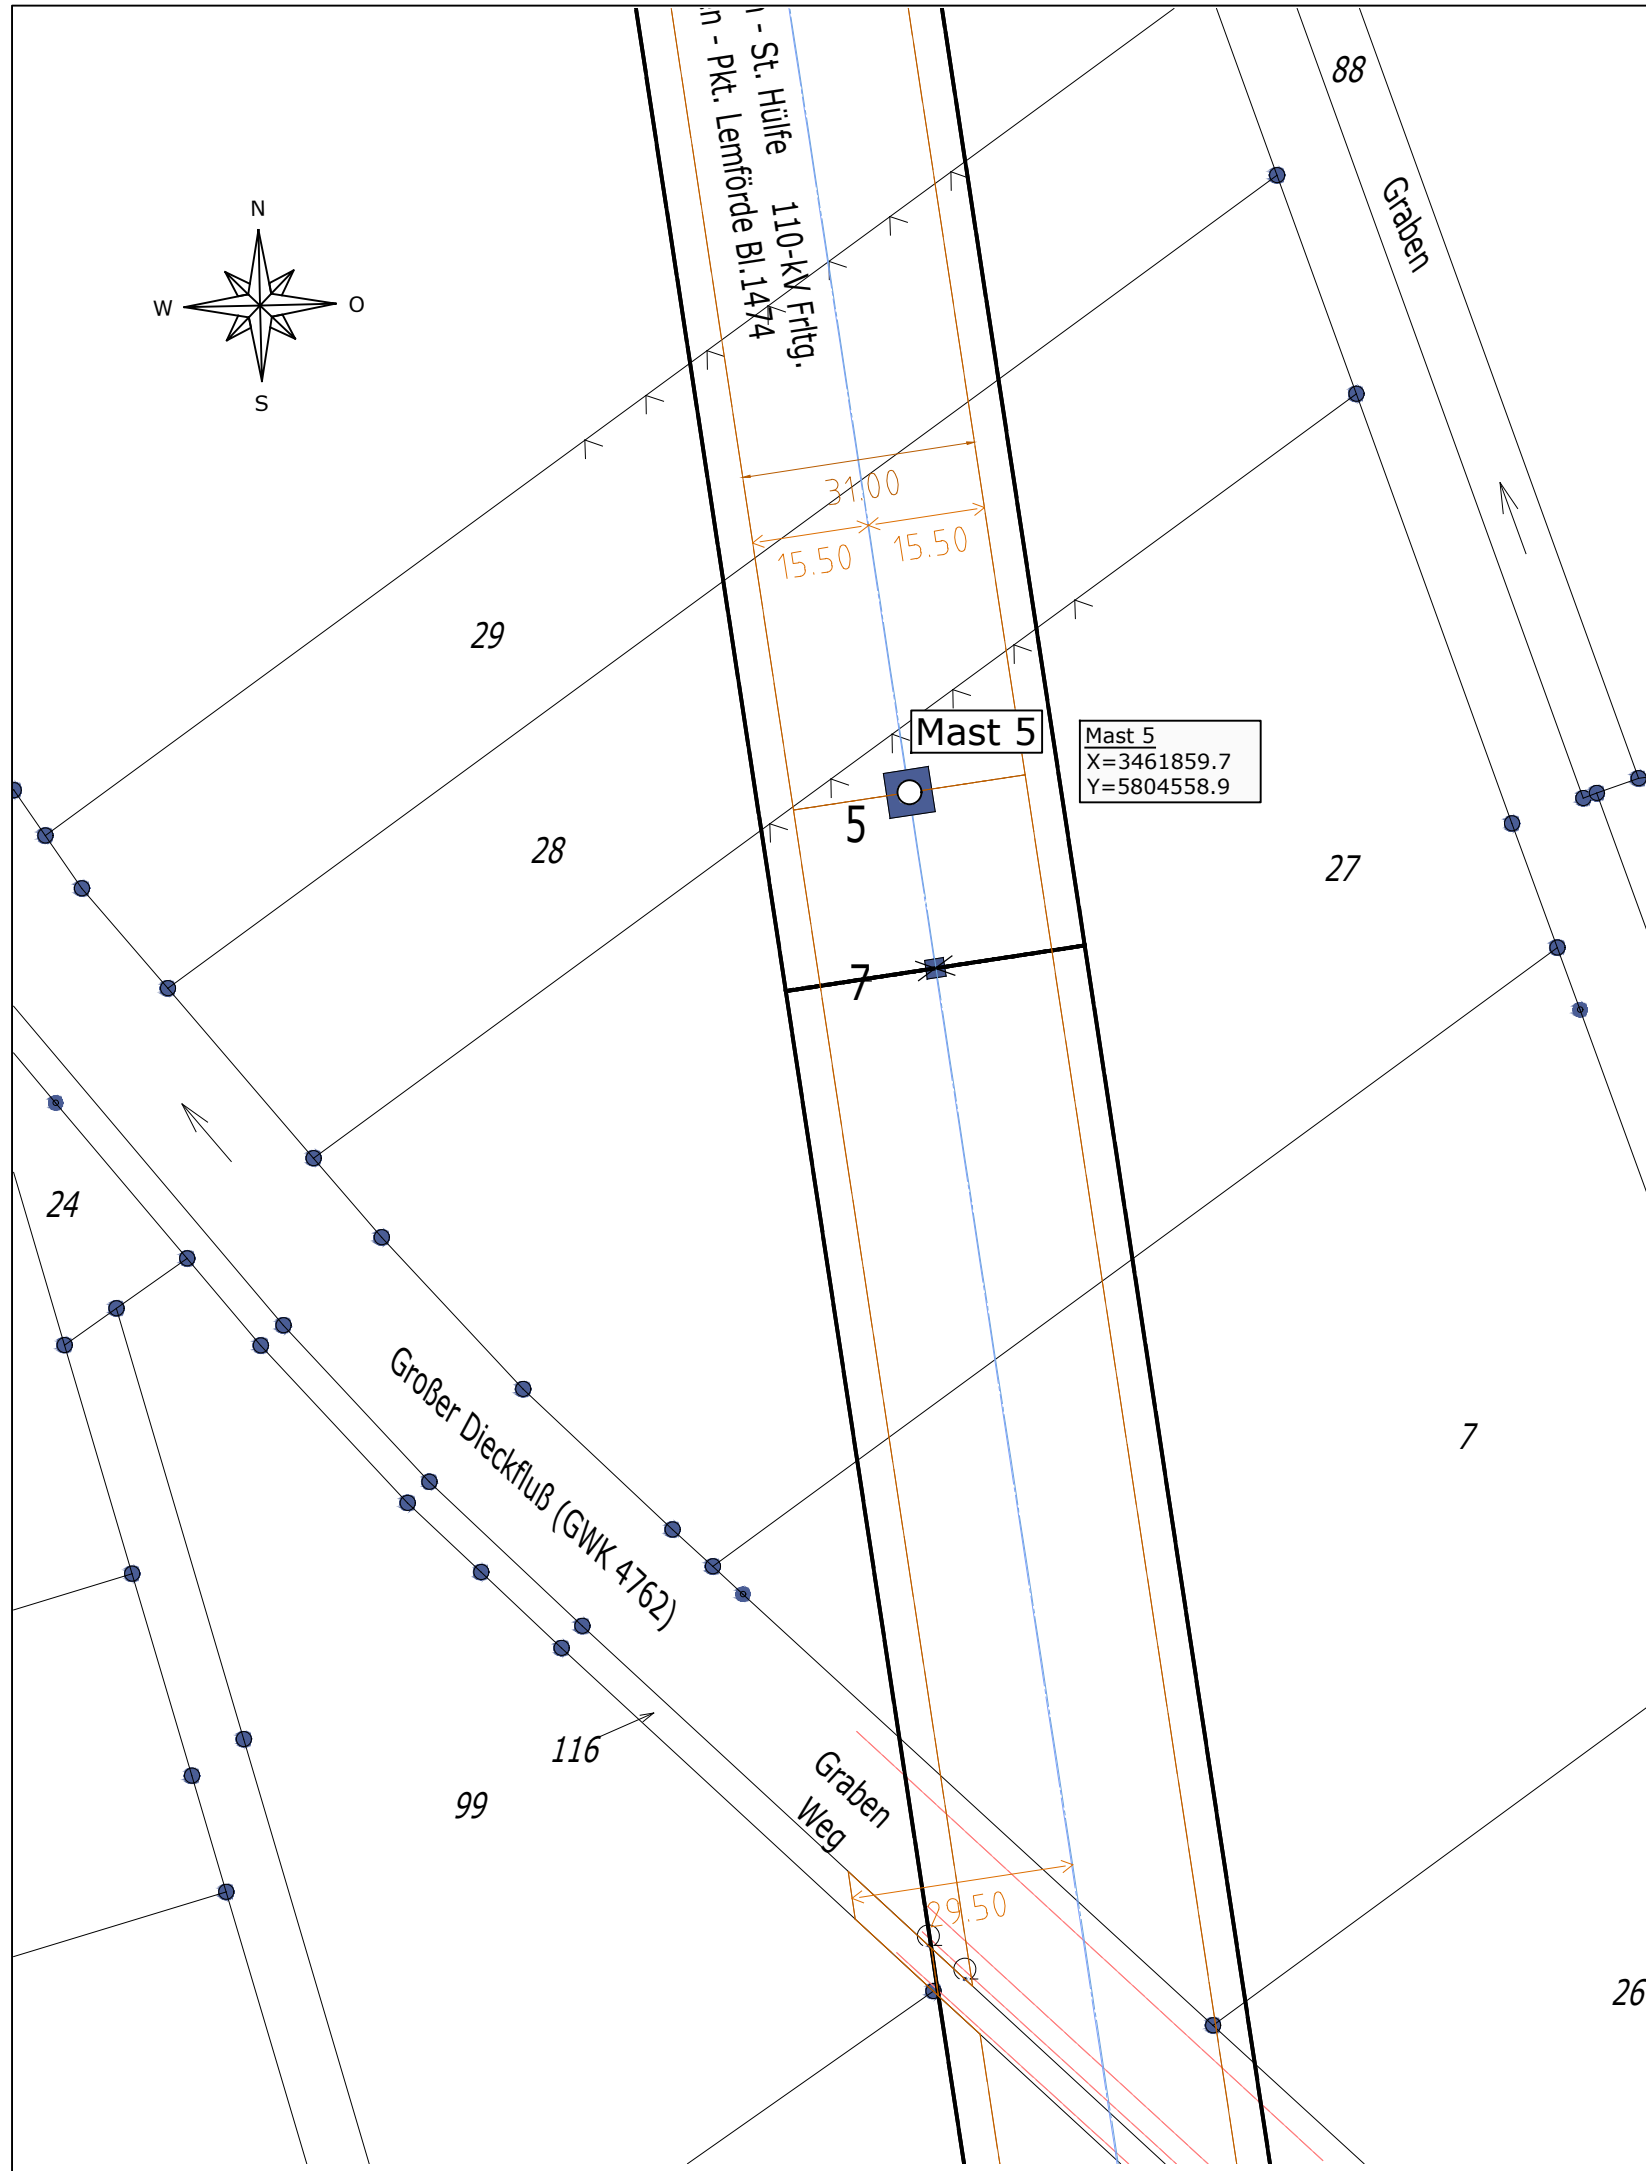 - St. Hülfe 110-kV Frltg.
- Pkt. Lemförde Bl.1474
88
Graben
N
W
O
S
31.00
15.50
15.50
29
Mast 5
Mast 5
X=3461859.7
Y=5804558.9
5
28
27
7
24
Großer Dieckfluß (GWK 4762)
7
116
Graben
Weg
99
29.50
26